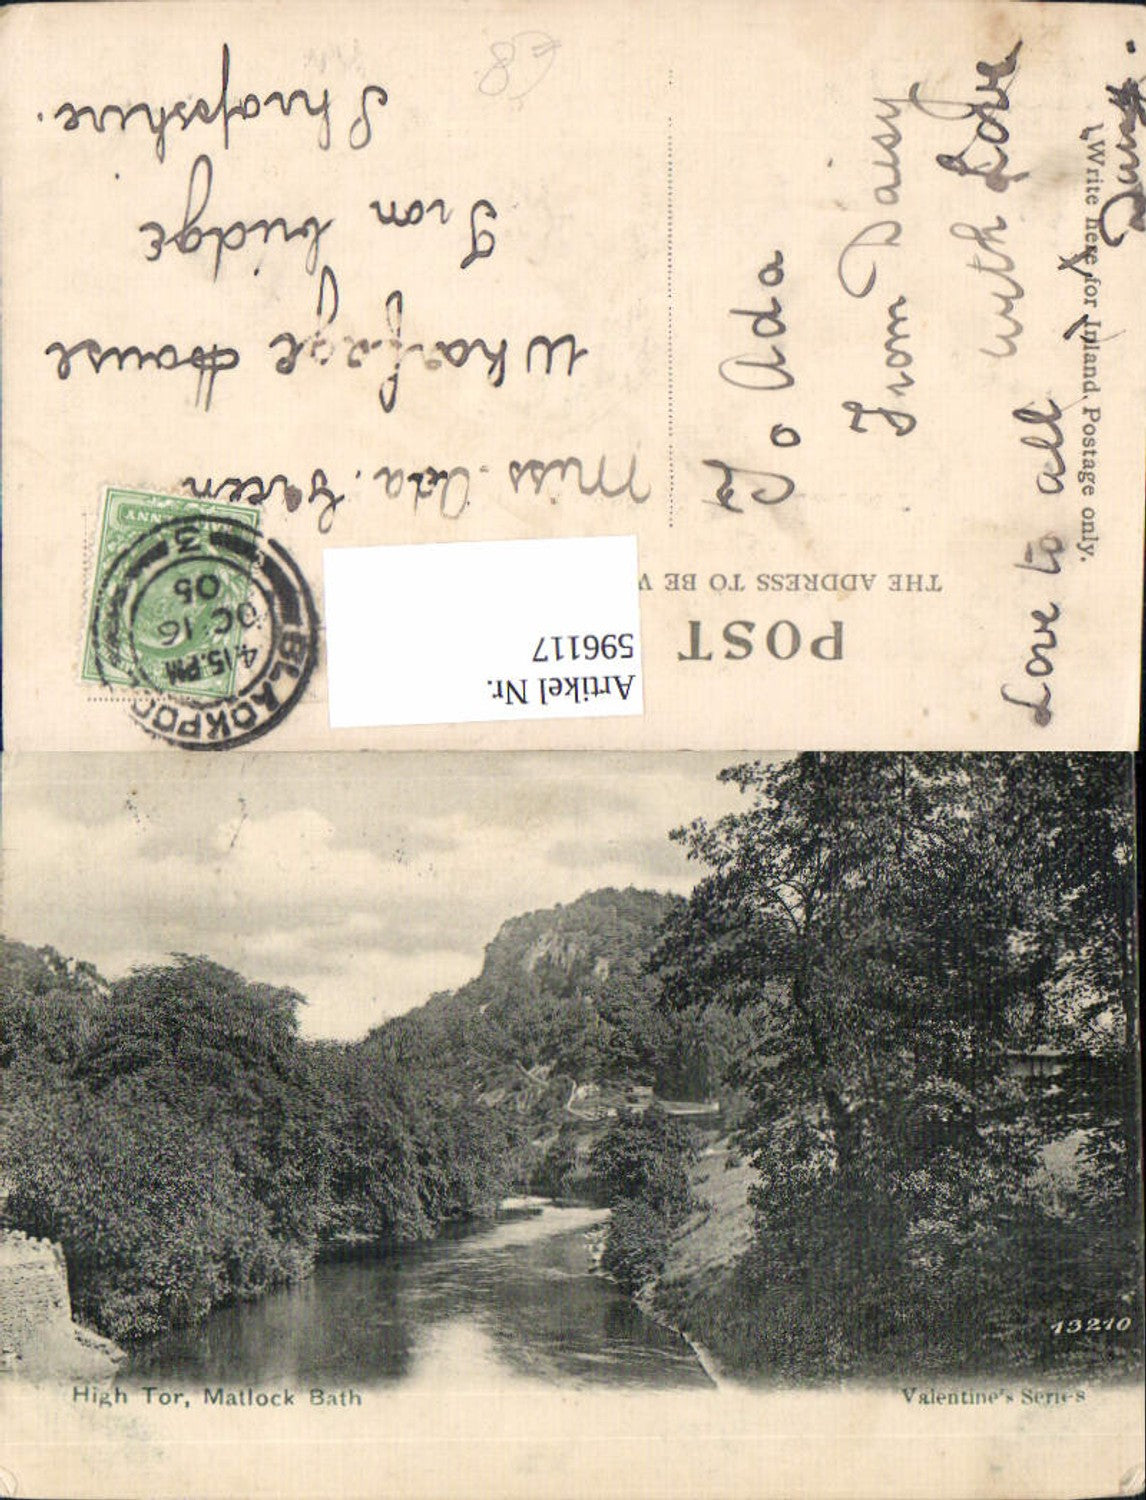 POST
THE ADDRESS TO BE W
Artikel Nr.
596117
BLACKPOO
4.15.PM
OC 16
05
3
Miss. Ada. Green
Wharfage House
Iron bridge
Shropshire.
Write here for Inland Postage only.
To Ada
From Daisy
with Love
Love to all
High Tor, Matlock Bath
Valentine's Series
13210